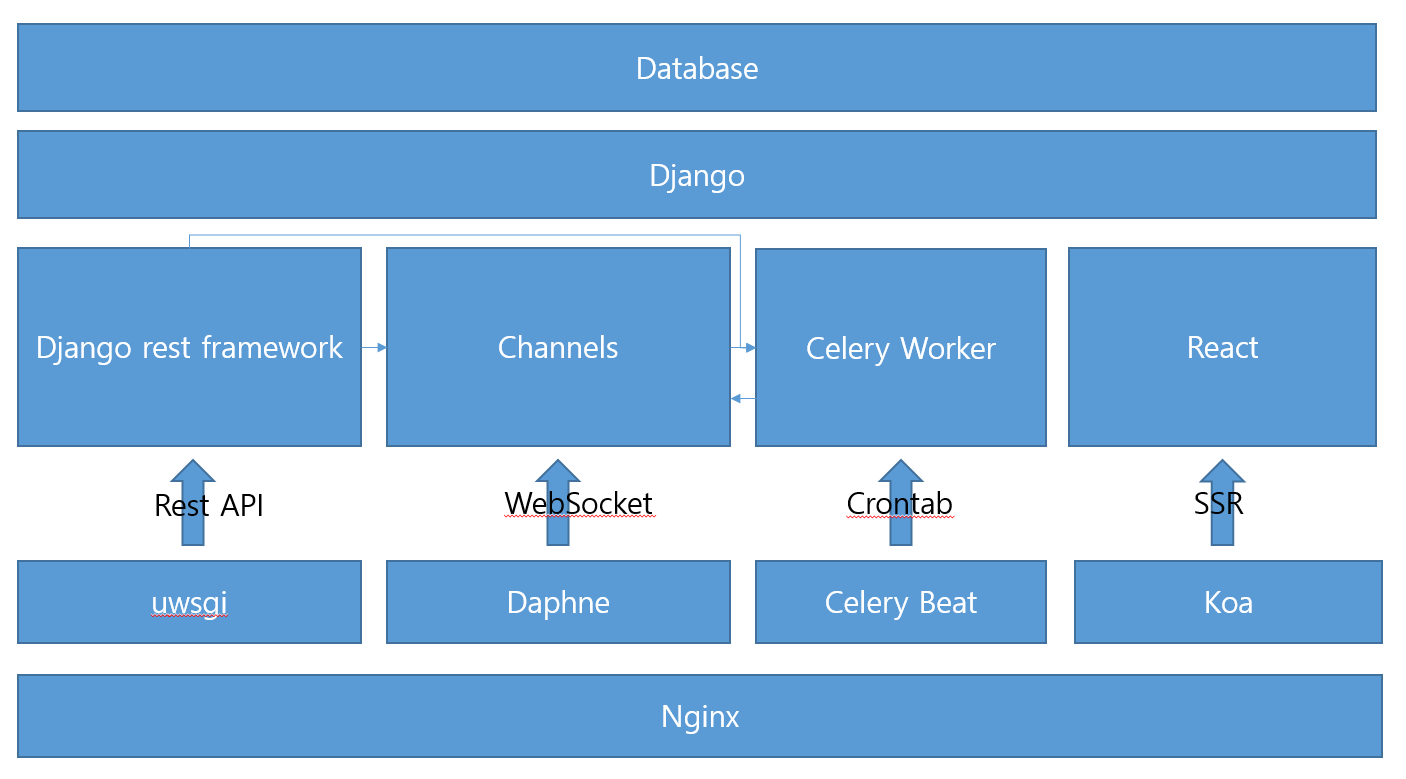 Database
Django
Django rest framework
Channels
Celery Worker
React
Rest API
WebSocket
Crontab
SSR
uwsgi
Daphne
Celery Beat
Koa
Nginx